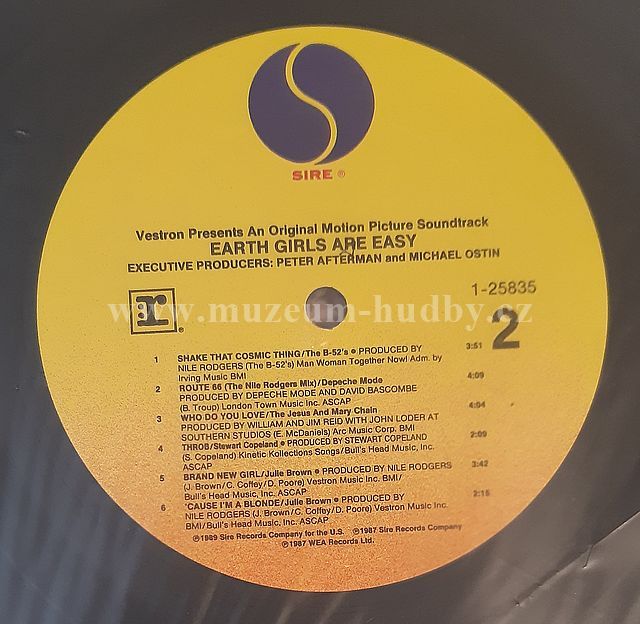 SIRE ®
Vestron Presents An Original Motion Picture Soundtrack
EARTH GIRLS ARE EASY
EXECUTIVE PRODUCERS: PETER AFTERMAN and MICHAEL OSTIN
1-25835
www.muzeum-hudby.cz
r ®
2
1 SHAKE THAT COSMIC THING/The B-52's ● PRODUCED BY 3:51
NILE RODGERS (The B-52's) Man Woman Together Now! Adm. by
Irving Music BMI
2 ROUTE 66 (The Nile Rodgers Mix)/Depeche Mode 4:09
PRODUCED BY DEPECHE MODE AND DAVID BASCOMBE
(B. Troup) London Town Music Inc. ASCAP
3 WHO DO YOU LOVE/The Jesus And Mary Chain 4:04
PRODUCED BY WILLIAM AND JIM REID WITH JOHN LODER AT
SOUTHERN STUDIOS (E. McDaniels) Arc Music Corp. BMI
4 THROB/Stewart Copeland ● PRODUCED BY STEWART COPELAND 2:09
(S. Copeland) Kinetic Kollections Songs/Bull's Head Music, Inc.
ASCAP
5 BRAND NEW GIRL/Julie Brown ● PRODUCED BY NILE RODGERS 3:42
(J. Brown/C. Coffey/D. Poore) Vestron Music Inc. BMI/
Bull's Head Music, Inc. ASCAP
6 'CAUSE I'M A BLONDE/Julie Brown ● PRODUCED BY 2:15
NILE RODGERS (J. Brown/C. Coffey/D. Poore) Vestron Music Inc.
BMI/Bull's Head Music, Inc. ASCAP
℗1989 Sire Records Company for the U.S. ℗1987 Sire Records Company
℗1987 WEA Records Ltd.